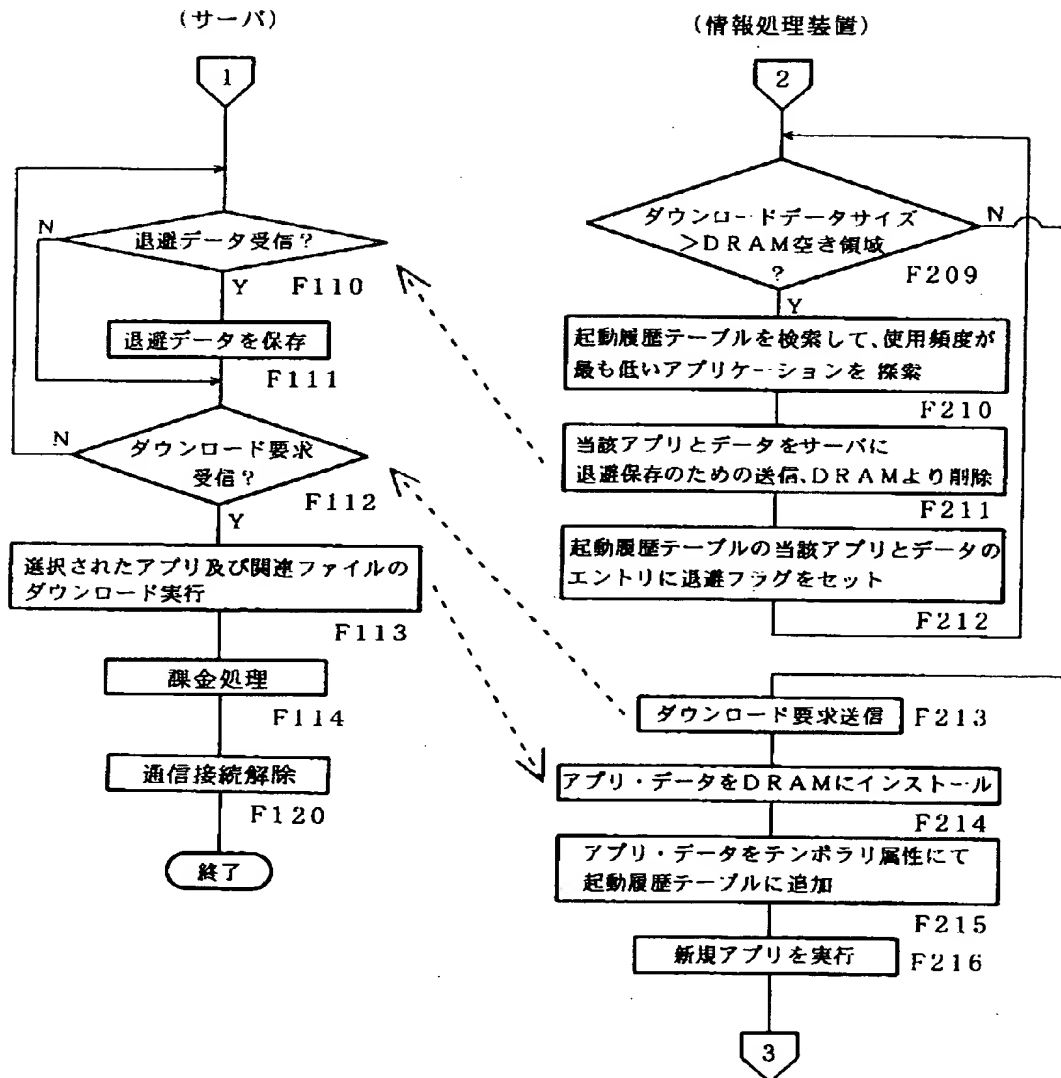 (サーバ)
1
退避データ受信?
N
Y
F110
退避データを保存
F111
ダウンロード要求
受信?
N
F112
Y
選択されたアプリ及び関連ファイルの
ダウンロード実行
F113
課金処理
F114
通信接続解除
F120
終了
(情報処理装置)
2
ダウンロードデータサイズ
>DRAM空き領域
?
N
F209
Y
起動履歴テーブルを検索して、使用頻度が
最も低いアプリケーションを探索
F210
当該アプリとデータをサーバに
退避保存のための送信、DRAMより削除
F211
起動履歴テーブルの当該アプリとデータの
エントリに退避フラグをセット
F212
ダウンロード要求送信
F213
アプリ・データをDRAMにインストール
F214
アプリ・データをテンポラリ属性にて
起動履歴テーブルに追加
F215
新規アプリを実行
F216
3